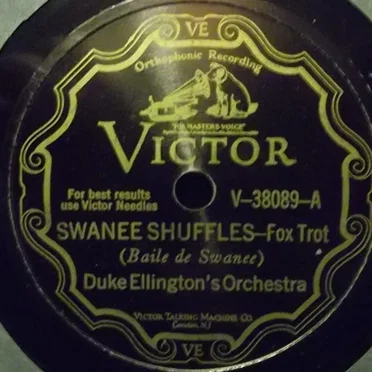 VE
Orthophonic Recording
"HIS MASTER'S VOICE"
VICTOR
For best results
use Victor Needles
V-38089-A
SWANEE SHUFFLES-Fox Trot
(Baile de Swanee)
Duke Ellington's Orchestra
VICTOR TALKING MACHINE CO.
Camden, N.J.
VE